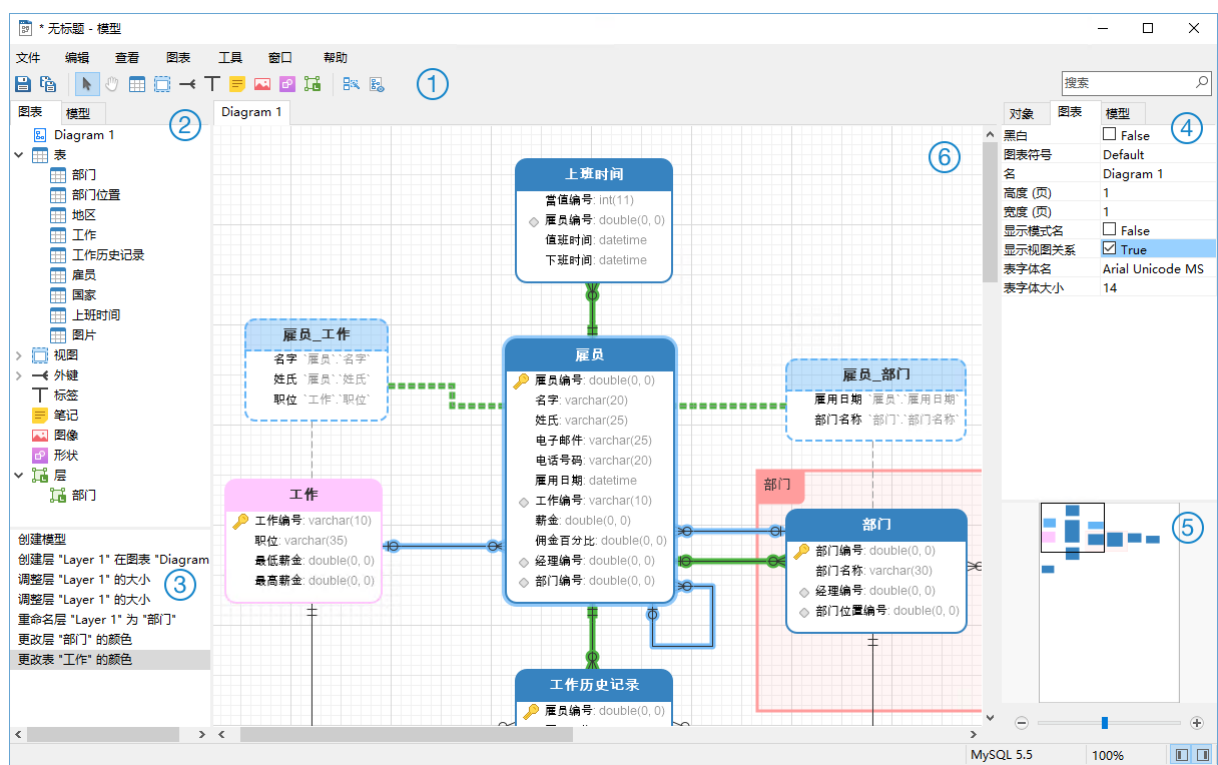 * 无标题 - 模型
文件 编辑 查看 图表 工具 窗口 帮助
①
搜索
图表 模型
②
Diagram 1
表
部门
部门位置
地区
工作
工作历史记录
雇员
国家
上班时间
图片
视图
外键
标签
笔记
图像
形状
层
部门
创建模型
创建层 "Layer 1" 在图表 "Diagram
调整层 "Layer 1" 的大小
③
调整层 "Layer 1" 的大小
重命名层 "Layer 1" 为 "部门"
更改层 "部门" 的颜色
更改表 "工作" 的颜色
Diagram 1
⑥
上班时间
當值编号: int(11)
雇员编号: double(0, 0)
值班时间: datetime
下班时间: datetime
雇员_工作
名字 `雇员`.`名字`
姓氏 `雇员`.`姓氏`
职位 `工作`.`职位`
雇员
雇员编号: double(0, 0)
名字: varchar(20)
姓氏: varchar(25)
电子邮件: varchar(25)
电话号码: varchar(20)
雇用日期: datetime
工作编号: varchar(10)
薪金: double(0, 0)
佣金百分比: double(0, 0)
经理编号: double(0, 0)
部门编号: double(0, 0)
雇员_部门
雇用日期 `雇员`.`雇用日期`
部门名称 `部门`.`部门名称`
工作
工作编号: varchar(10)
职位: varchar(35)
最低薪金: double(0, 0)
最高薪金: double(0, 0)
部门
部门
部门编号: double(0, 0)
部门名称: varchar(30)
经理编号: double(0, 0)
部门位置编号: double(0, 0)
工作历史记录
雇员编号: double(0, 0)
对象 图表 模型
④
黑白 False
图表符号 Default
名 Diagram 1
高度 (页) 1
宽度 (页) 1
显示模式名 False
显示视图关系 True
表字体名 Arial Unicode MS
表字体大小 14
⑤
MySQL 5.5 100%